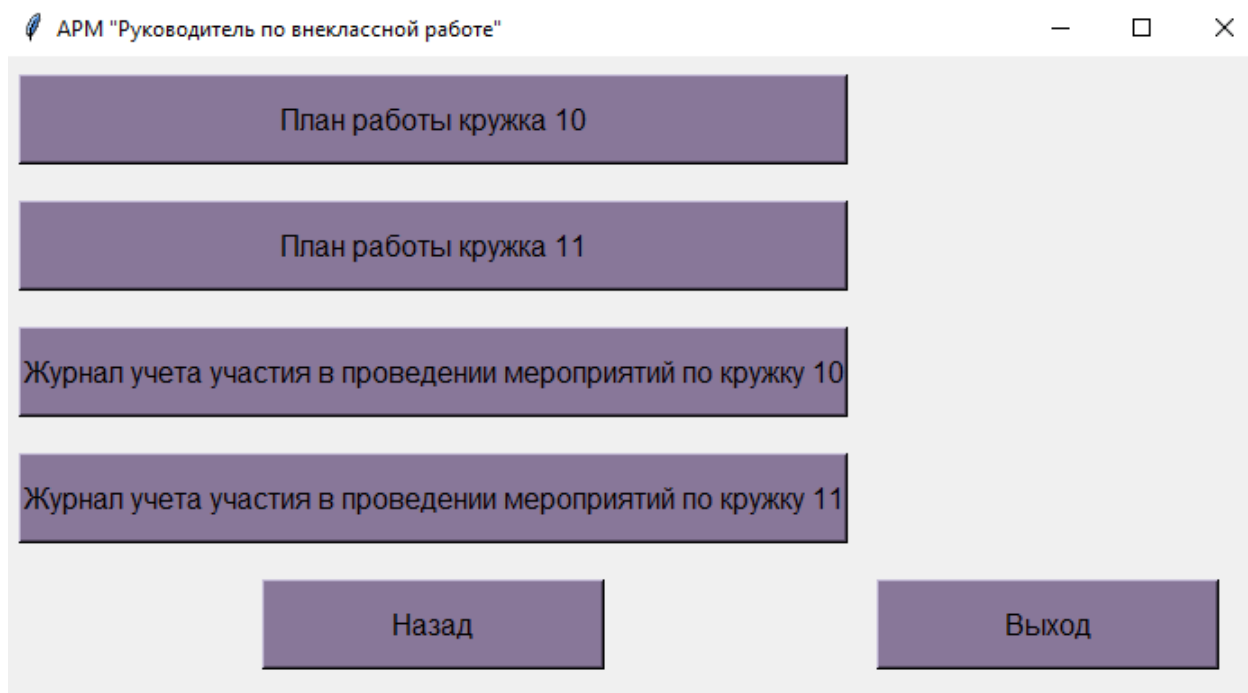 АРМ "Руководитель по внеклассной работе"
План работы кружка 10
План работы кружка 11
Журнал учета участия в проведении мероприятий по кружку 10
Журнал учета участия в проведении мероприятий по кружку 11
Назад
Выход